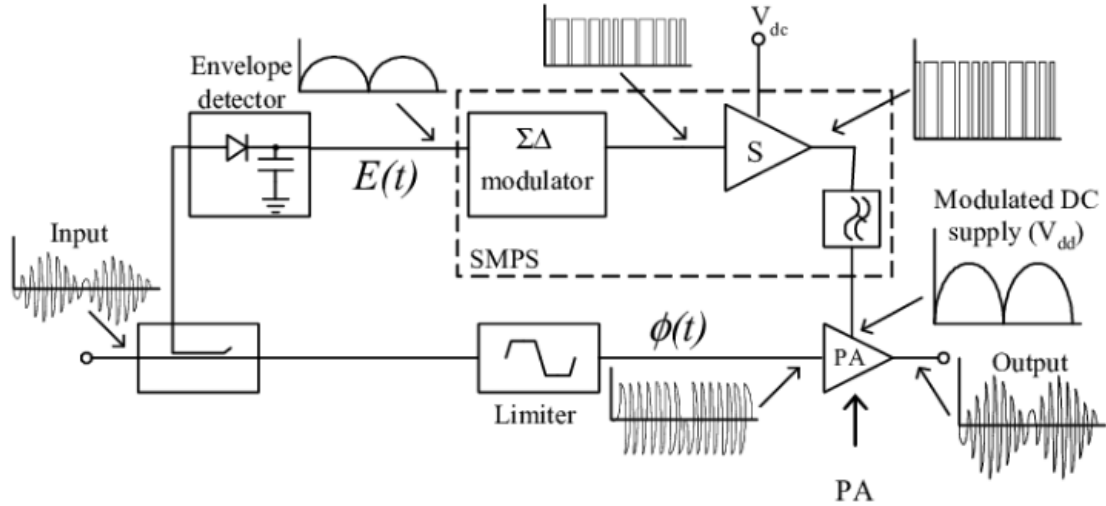 V_dc
Envelope
detector
ΣΔ
modulator
S
E(t)
Modulated DC
supply (V_dd)
Input
SMPS
ϕ(t)
PA
Output
Limiter
PA